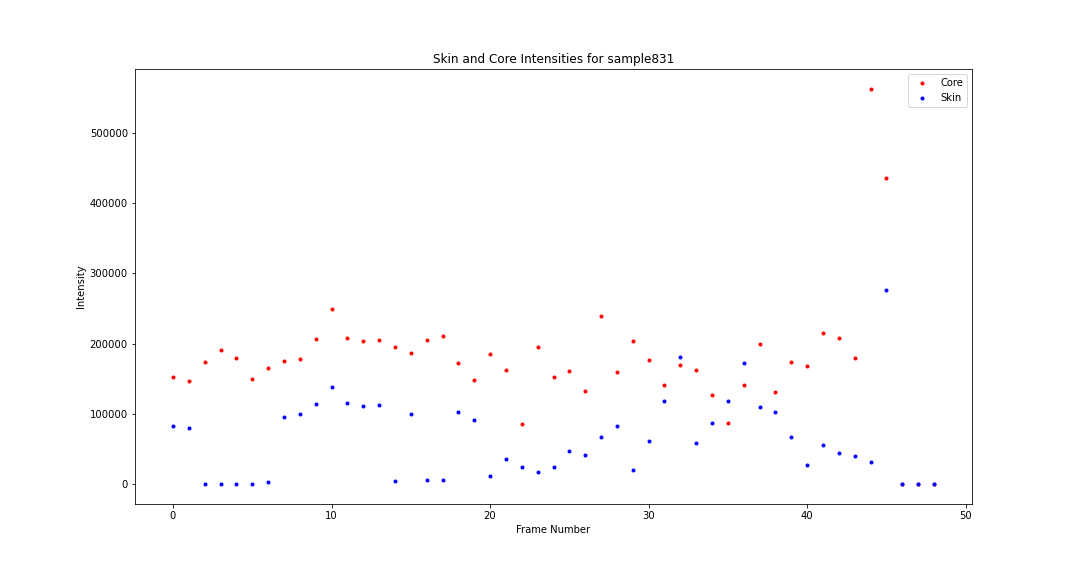 Skin and Core Intensities for sample831
Core
Skin
500000
400000
300000
200000
100000
0
Intensity
0 10 20 30 40 50
Frame Number